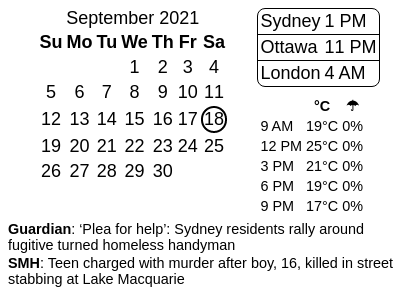 September 2021
Su Mo Tu We Th Fr Sa
1 2 3 4
5 6 7 8 9 10 11
12 13 14 15 16 17 18
19 20 21 22 23 24 25
26 27 28 29 30
Sydney 1 PM
Ottawa 11 PM
London 4 AM
°C ☂
9 AM 19°C 0%
12 PM 25°C 0%
3 PM 21°C 0%
6 PM 19°C 0%
9 PM 17°C 0%
Guardian: ‘Plea for help’: Sydney residents rally around
fugitive turned homeless handyman
SMH: Teen charged with murder after boy, 16, killed in street
stabbing at Lake Macquarie